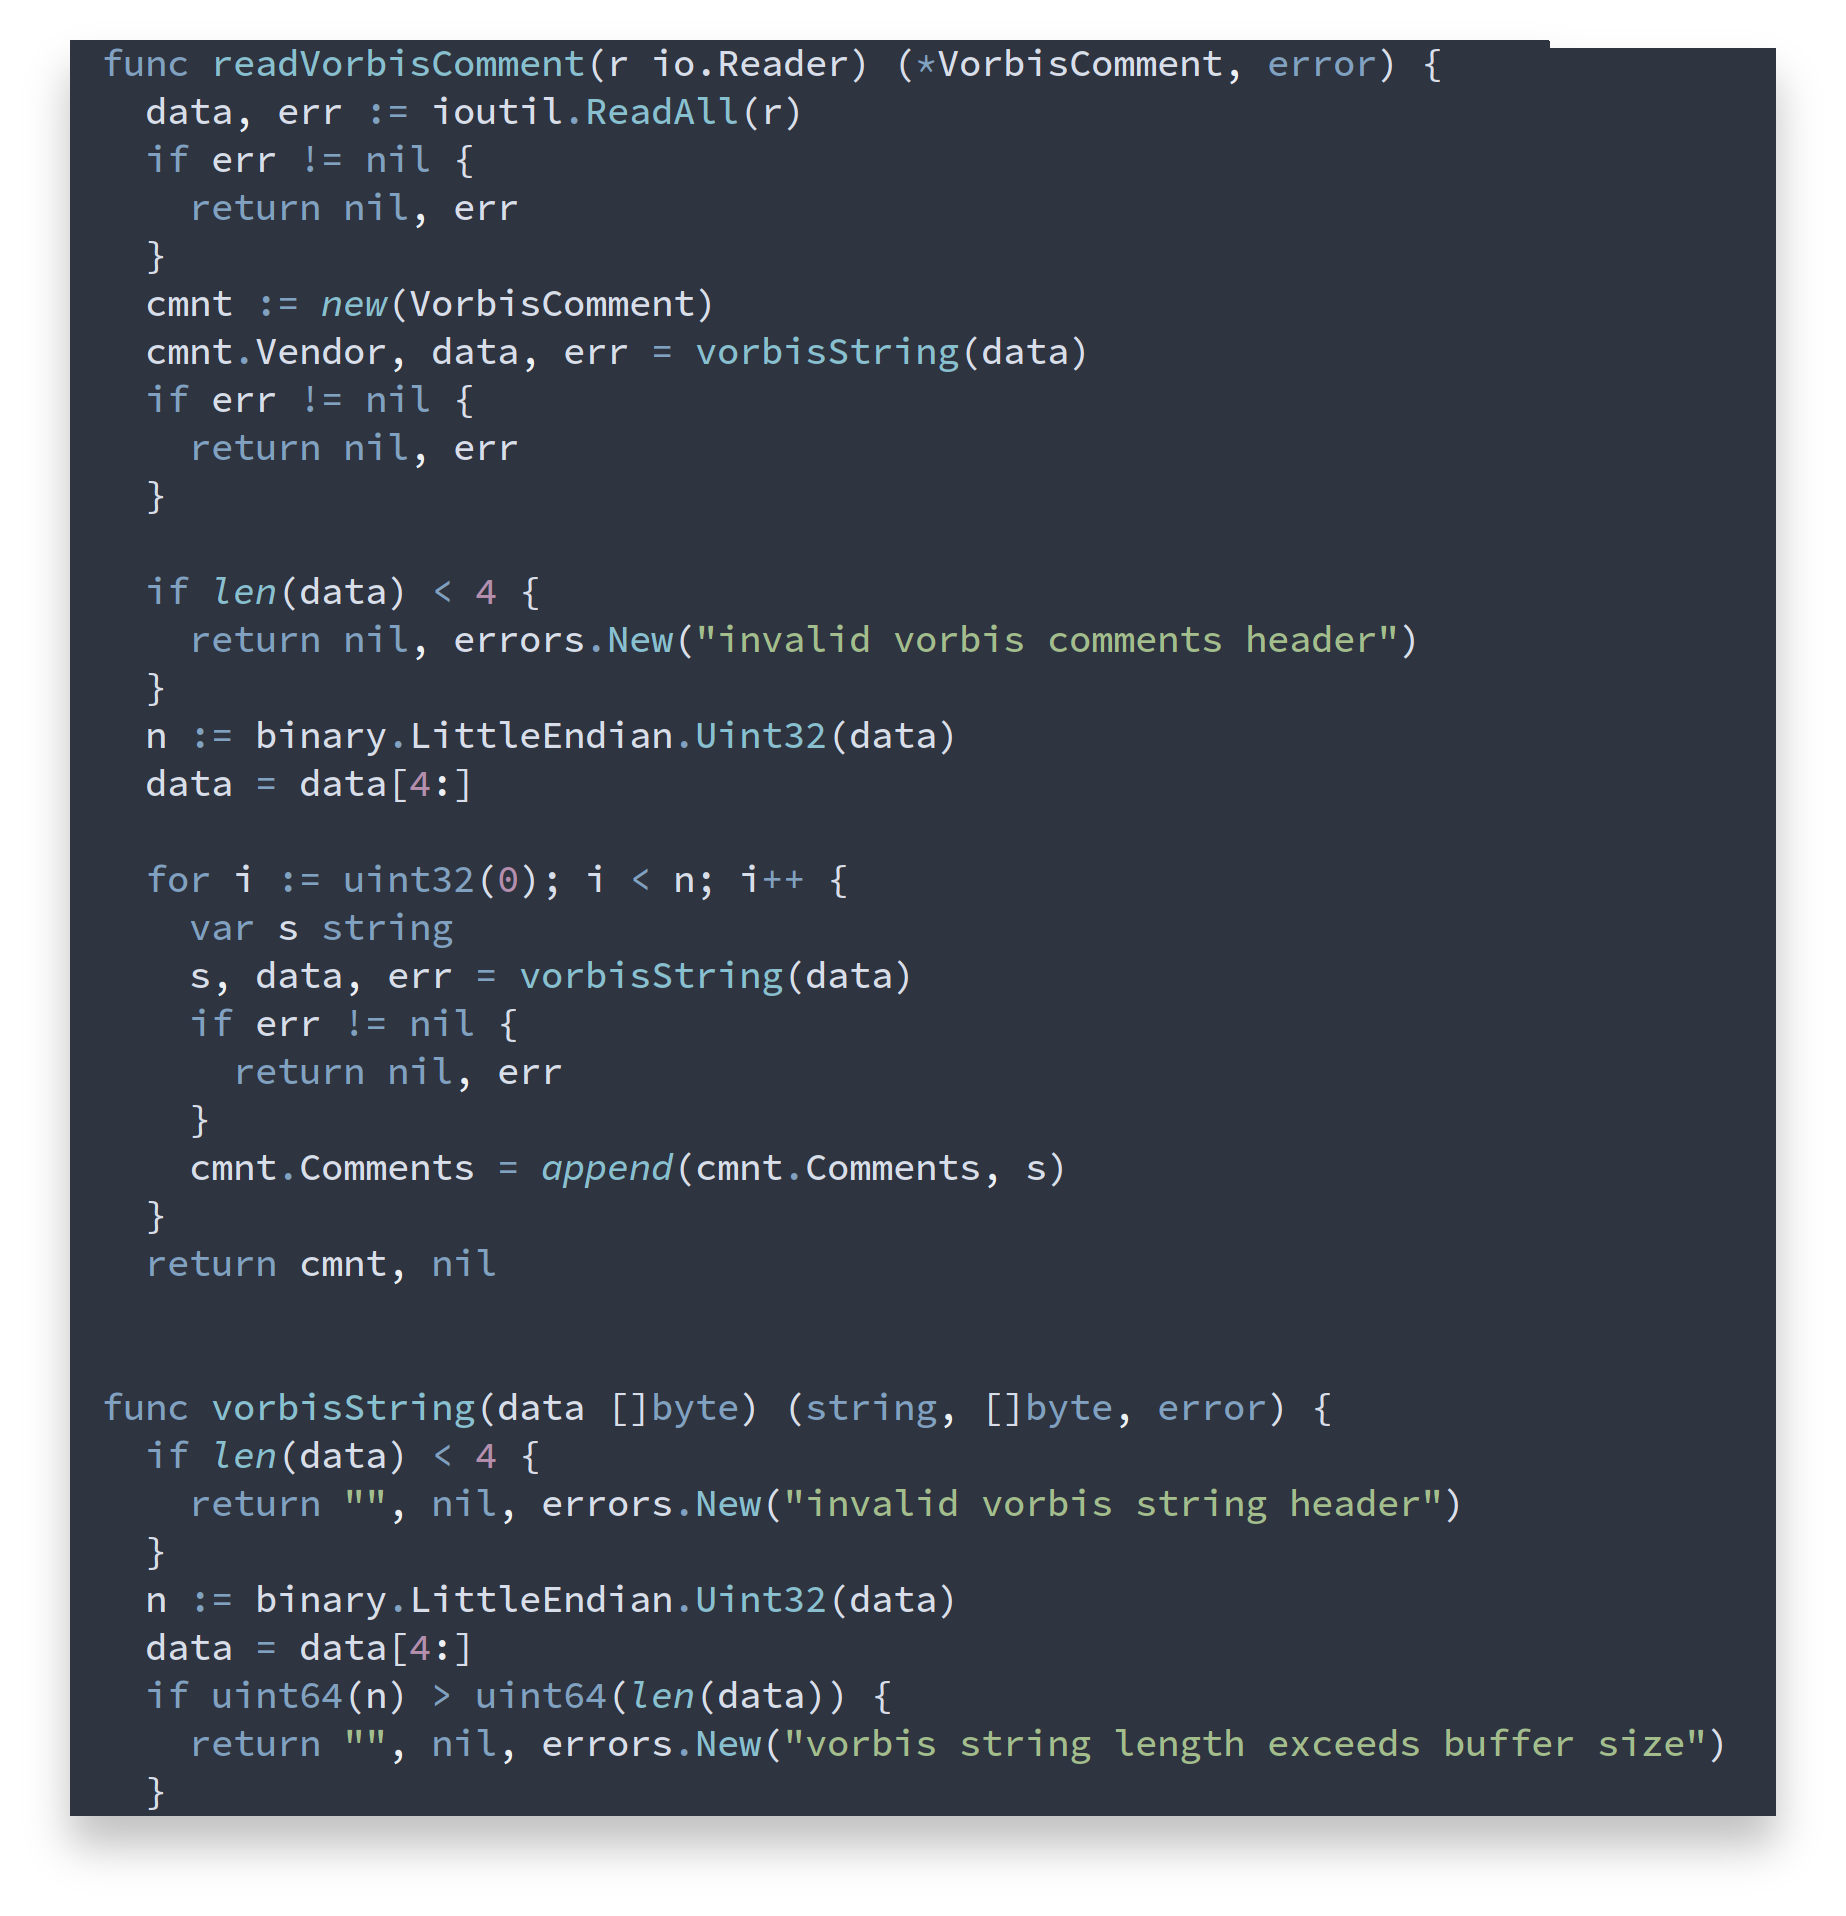 func readVorbisComment(r io.Reader) (*VorbisComment, error) {
  data, err := ioutil.ReadAll(r)
  if err != nil {
    return nil, err
  }
  cmnt := new(VorbisComment)
  cmnt.Vendor, data, err = vorbisString(data)
  if err != nil {
    return nil, err
  }

  if len(data) < 4 {
    return nil, errors.New("invalid vorbis comments header")
  }
  n := binary.LittleEndian.Uint32(data)
  data = data[4:]

  for i := uint32(0); i < n; i++ {
    var s string
    s, data, err = vorbisString(data)
    if err != nil {
      return nil, err
    }
    cmnt.Comments = append(cmnt.Comments, s)
  }
  return cmnt, nil


func vorbisString(data []byte) (string, []byte, error) {
  if len(data) < 4 {
    return "", nil, errors.New("invalid vorbis string header")
  }
  n := binary.LittleEndian.Uint32(data)
  data = data[4:]
  if uint64(n) > uint64(len(data)) {
    return "", nil, errors.New("vorbis string length exceeds buffer size")
  }